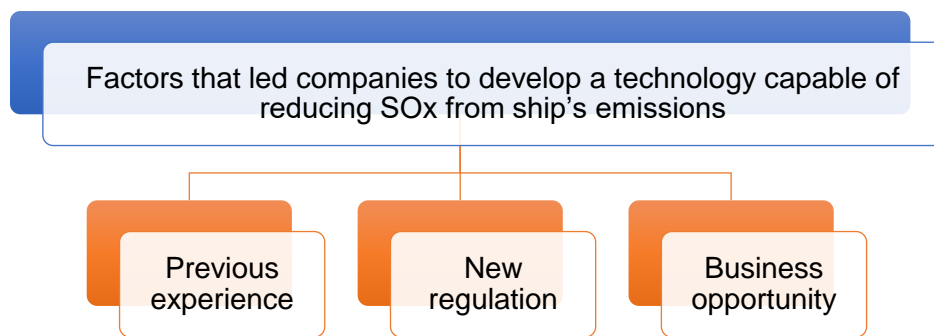 Factors that led companies to develop a technology capable of
reducing SOx from ship's emissions
Previous
experience
New
regulation
Business
opportunity